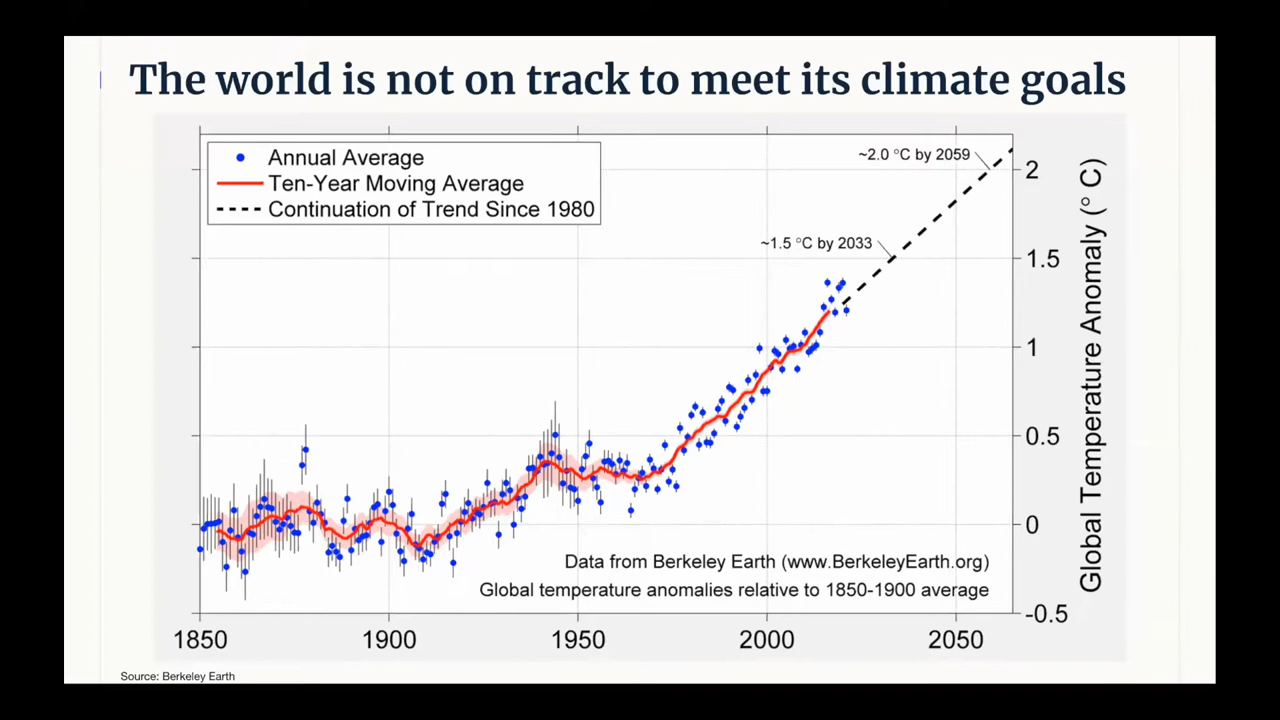 The world is not on track to meet its climate goals
Annual Average
Ten-Year Moving Average
Continuation of Trend Since 1980
~2.0 °C by 2059
~1.5 °C by 2033
2
1.5
1
0.5
0
-0.5
Global Temperature Anomaly (° C)
Data from Berkeley Earth (www.BerkeleyEarth.org)
Global temperature anomalies relative to 1850-1900 average
1850 1900 1950 2000 2050
Source: Berkeley Earth